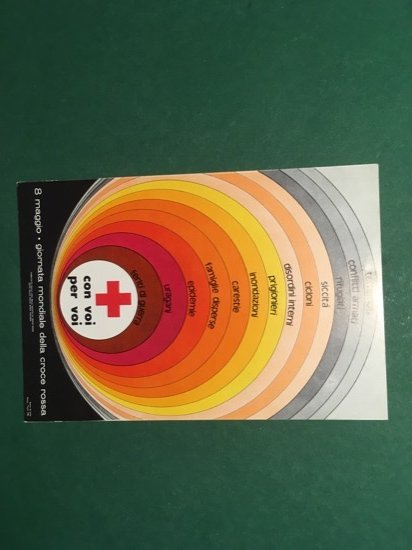 conflitti armati
rifugiati
siccità
cicloni
disordini interni
prigionieri
inondazioni
carestie
famiglie disperse
epidemie
uragani
feriti di guerra
con voi
per voi
8 maggio • giornata mondiale della croce rossa